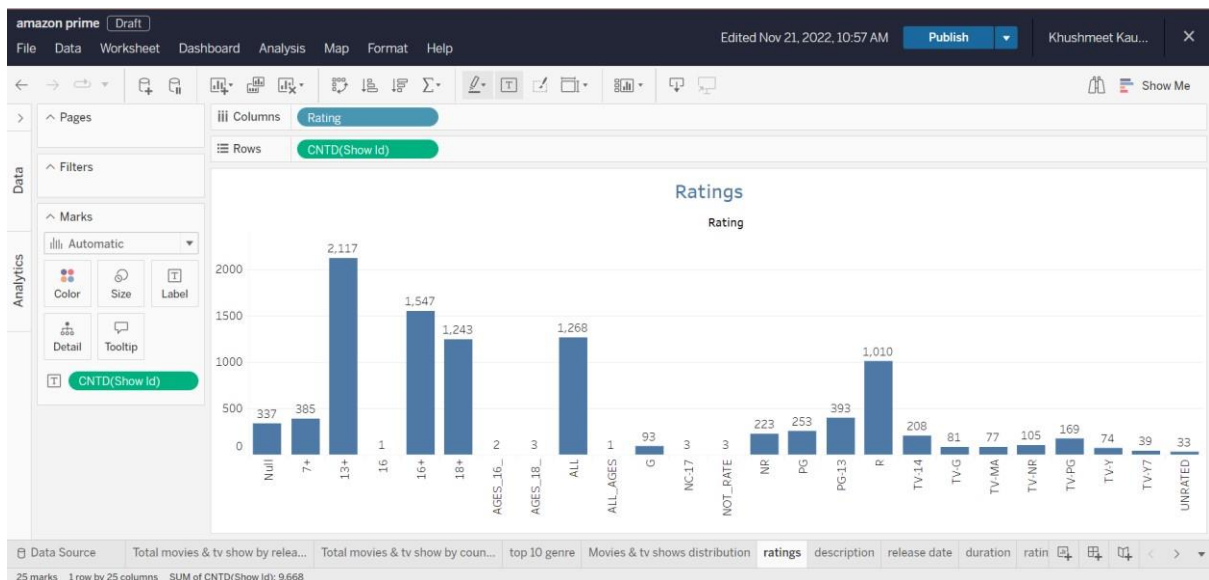 amazon prime Draft
File Data Worksheet Dashboard Analysis Map Format Help
Edited Nov 21, 2022, 10:57 AM Publish Khushmeet Kau...
Show Me
Pages
iii Columns Rating
Rows CNTD(Show Id)
Data
Analytics
Filters
Marks
Automatic
Color Size Label
Detail Tooltip
CNTD(Show Id)
Ratings
Rating
2000
1500
1000
500
0
337 385 2,117 1 1,547 1,243 2 3 1,268 1 93 3 3 223 253 393 1,010 208 81 77 105 169 74 39 33
Null 7+ 13+ 16 16+ 18+ AGES_16_ AGES_18_ ALL ALL_AGES G NC-17 NOT_RATE NR PG PG-13 R TV-14 TV-G TV-MA TV-NR TV-PG TV-Y TV-Y7 UNRATED
Data Source Total movies & tv show by relea... Total movies & tv show by coun... top 10 genre Movies & tv shows distribution ratings description release date duration ratin
25 marks 1 row by 25 columns SUM of CNTD(Show Id): 9,668